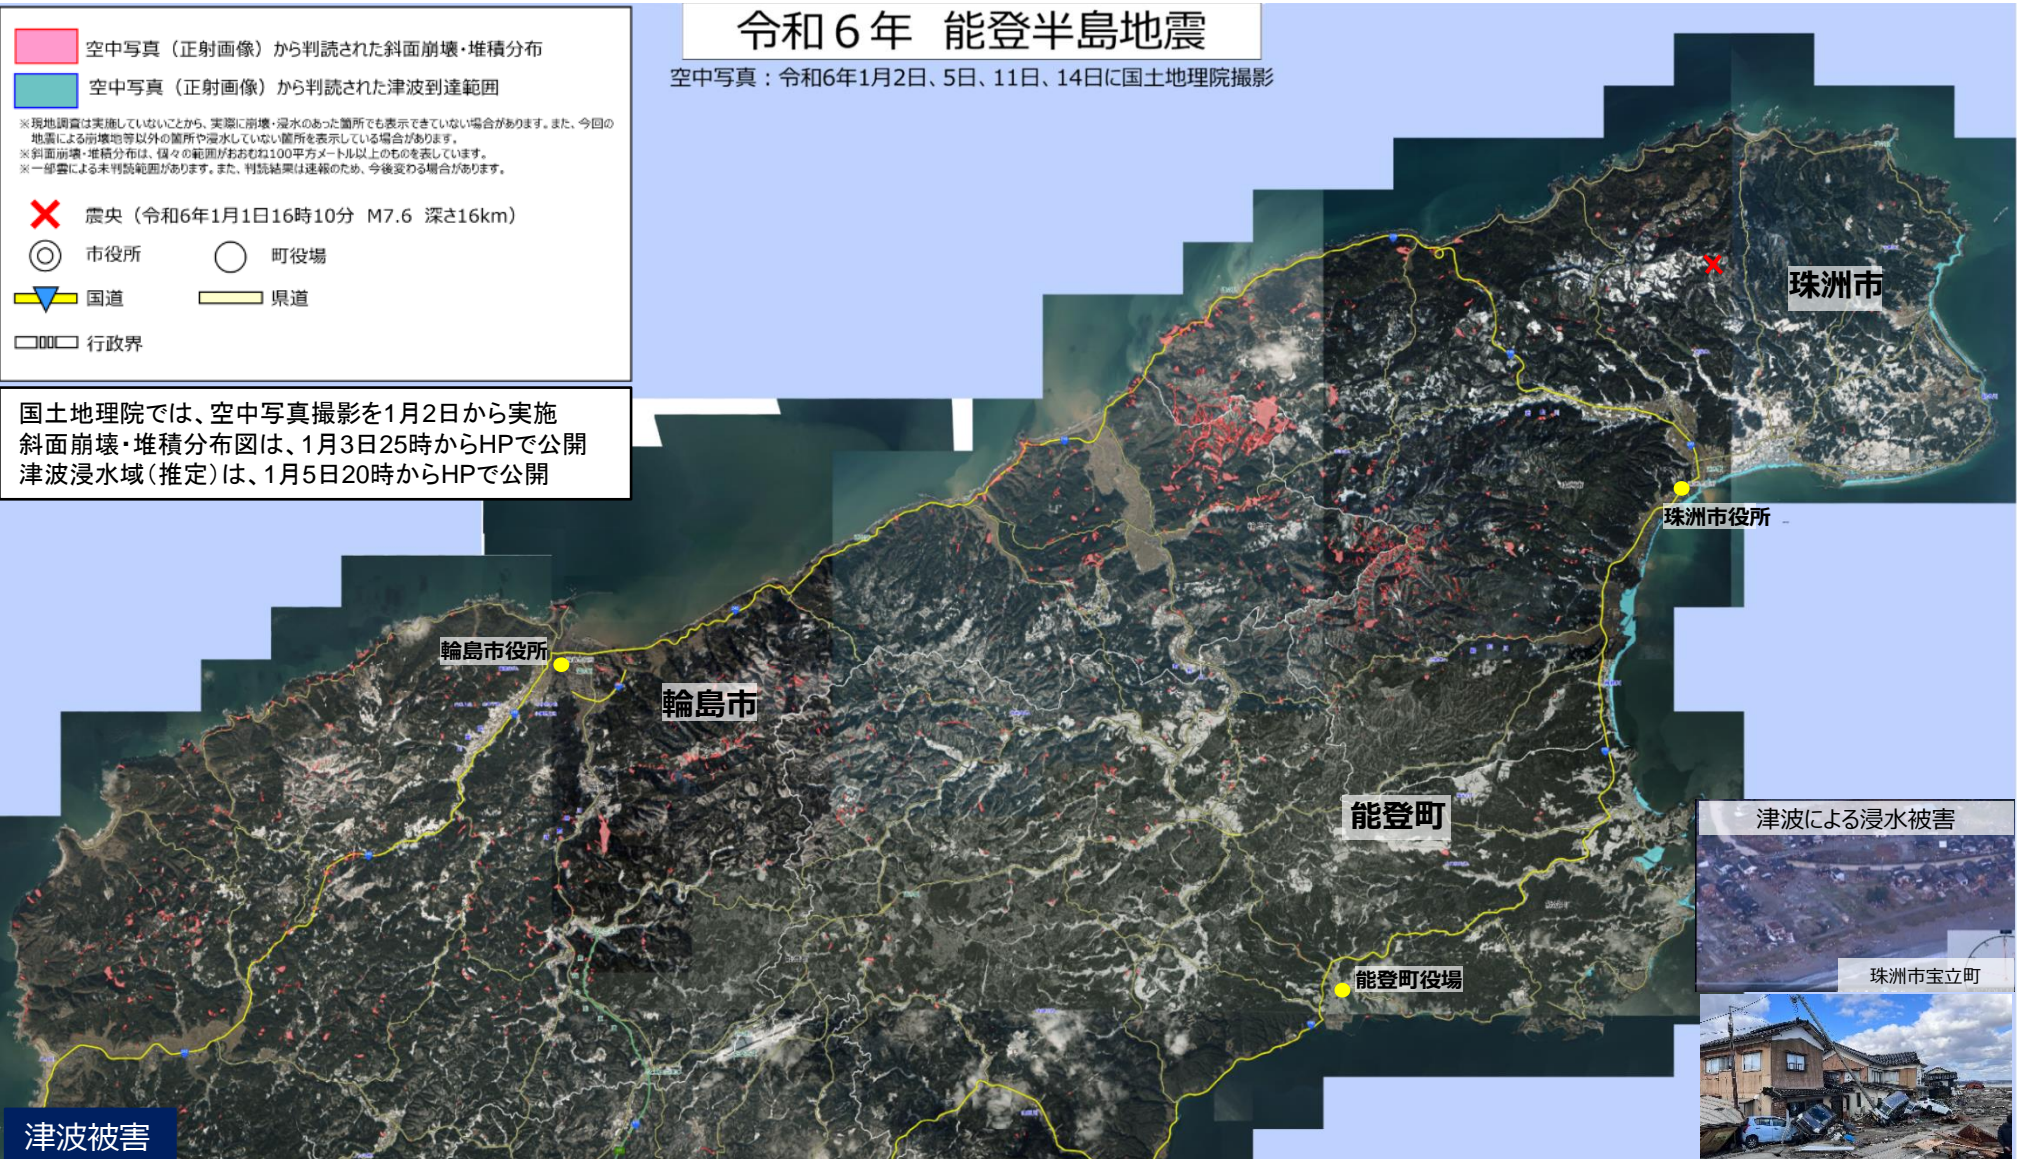 令和６年 能登半島地震
空中写真：令和6年1月2日、5日、11日、14日に国土地理院撮影
空中写真（正射画像）から判読された斜面崩壊・堆積分布
空中写真（正射画像）から判読された津波到達範囲
※現地調査は実施していないことから、実際に崩壊・浸水のあった箇所でも表示できていない場合があります。また、今回の
地震による崩壊地等以外の箇所や浸水していない箇所を表示している場合があります。
※斜面崩壊・堆積分布は、個々の範囲がおおむね100平方メートル以上のものを表しています。
※一部雲による未判読範囲があります。また、判読結果は速報のため、今後変わる場合があります。
震央（令和6年1月1日16時10分 M7.6 深さ16km）
市役所
町役場
国道
県道
行政界
国土地理院では、空中写真撮影を1月2日から実施
斜面崩壊・堆積分布図は、1月3日25時からHPで公開
津波浸水域（推定）は、1月5日20時からHPで公開
珠洲市
珠洲市役所
輪島市役所
輪島市
能登町
能登町役場
津波による浸水被害
珠洲市宝立町
津波被害